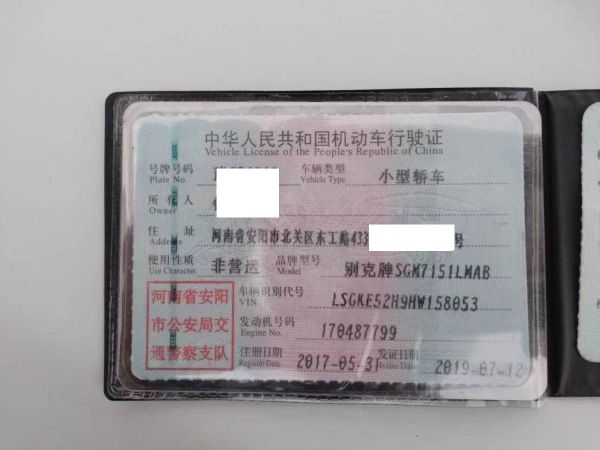 中华人民共和国机动车行驶证
Vehicle License of the People's Republic of China
号牌号码 车辆类型 小型轿车
Plate No. Vehicle Type
所有人
Owner
住址 河南省安阳市北关区东工路433 号
Address
使用性质 非营运 品牌型号 别克牌SGM7151LMAB
Use Character Model
车辆识别代号 LSGKE52H9HW158053
VIN
发动机号码 170487799
Engine No.
注册日期 2017-05-31 发证日期 2019-07-12
Register Date Issue Date
河南省安阳
市公安局交
通警察支队